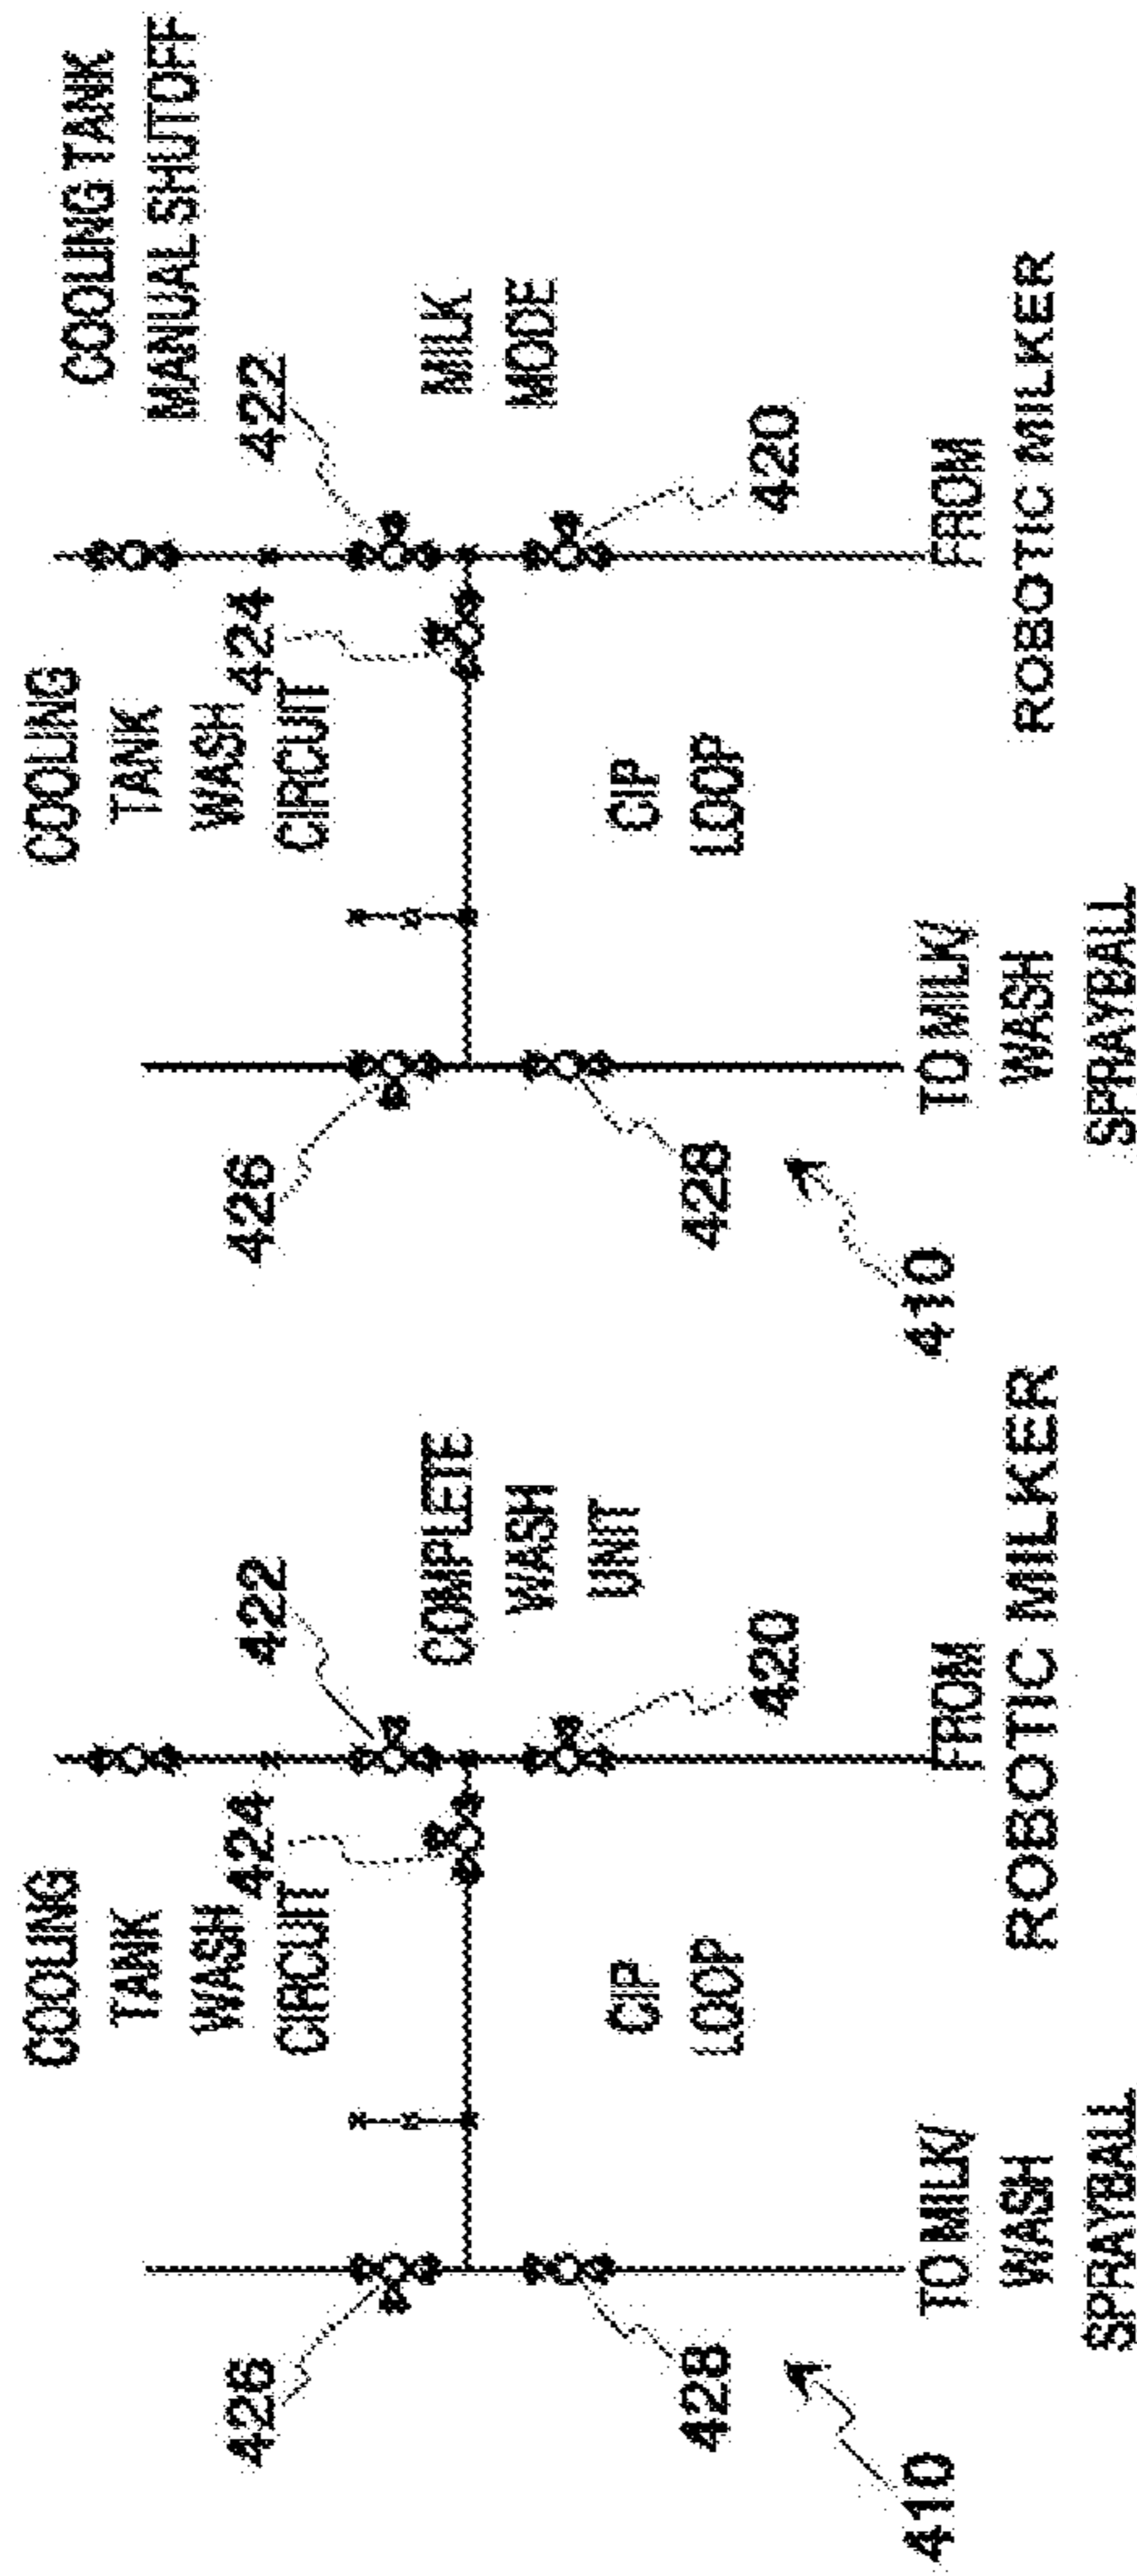 COOLING
TANK
WASH
CIRCUIT
424
422
COMPLETE
WASH
UNIT
426
420
428
CIP
LOOP
410
TO MILK/
WASH
SPRAYBALL
FROM
ROBOTIC MILKER
COOLING TANK
MANUAL SHUTOFF
COOLING
TANK
WASH
CIRCUIT
424
422
MILK
MODE
426
420
428
CIP
LOOP
410
TO MILK/
WASH
SPRAYBALL
FROM
ROBOTIC MILKER